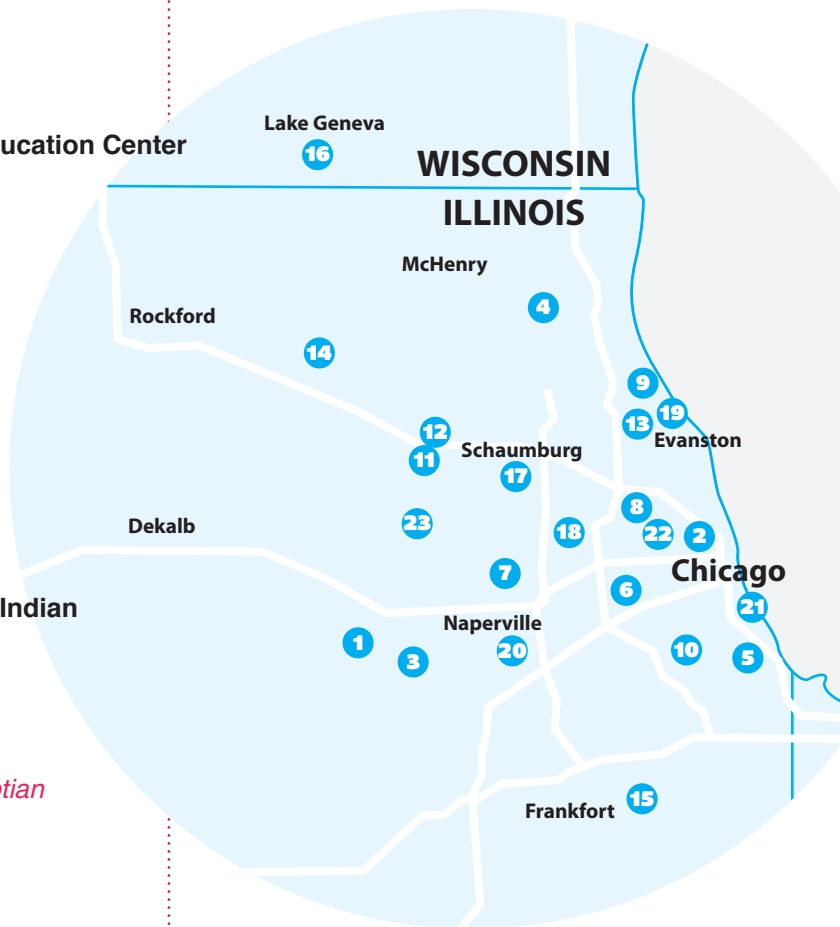 Lake Geneva
ucation Center
16
WISCONSIN
ILLINOIS
McHenry
4
Rockford
14
9
19
13
Evanston
12
Schaumburg
11
17
8
23
Dekalb
18
22
2
Chicago
7
6
Indian
21
Naperville
1
20
10
3
5
tian
15
Frankfort